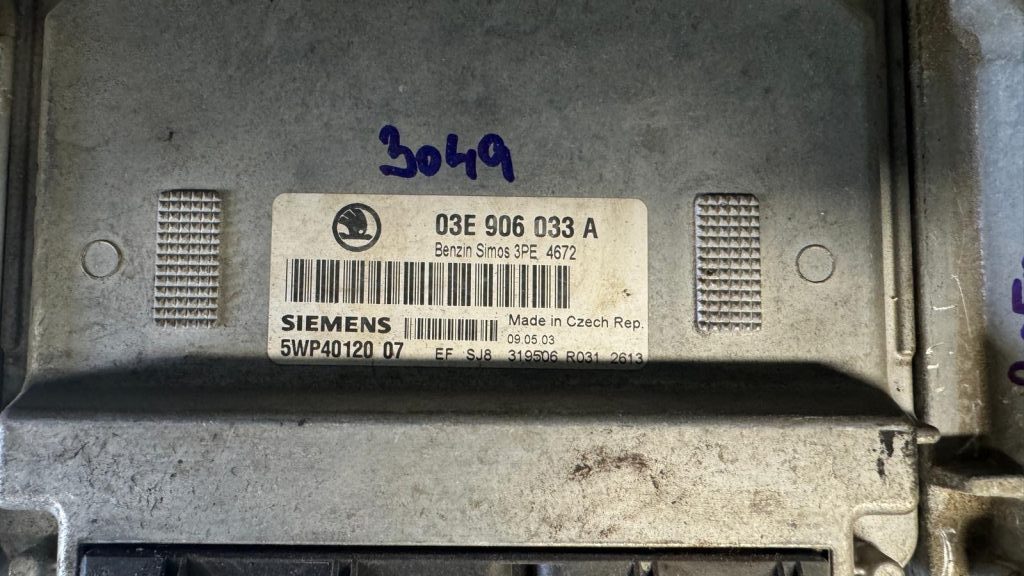 3049
03E 906 033 A
Benzin Simos 3PE 4672
SIEMENS
Made in Czech Rep.
09.05.03
5WP40120 07
EF SJ8 319506 R031 2613